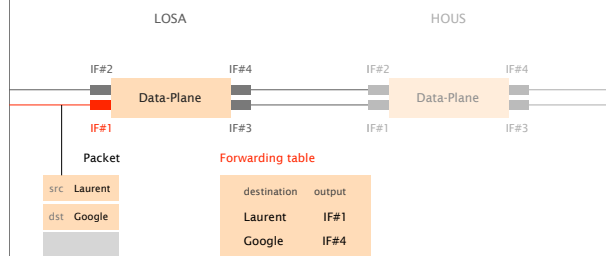 LOSA HOUS
IF#2 IF#4 IF#2 IF#4
Data-Plane Data-Plane
IF#1 IF#3 IF#1 IF#3
Packet Forwarding table
src Laurent destination output
dst Google Laurent IF#1
Google IF#4